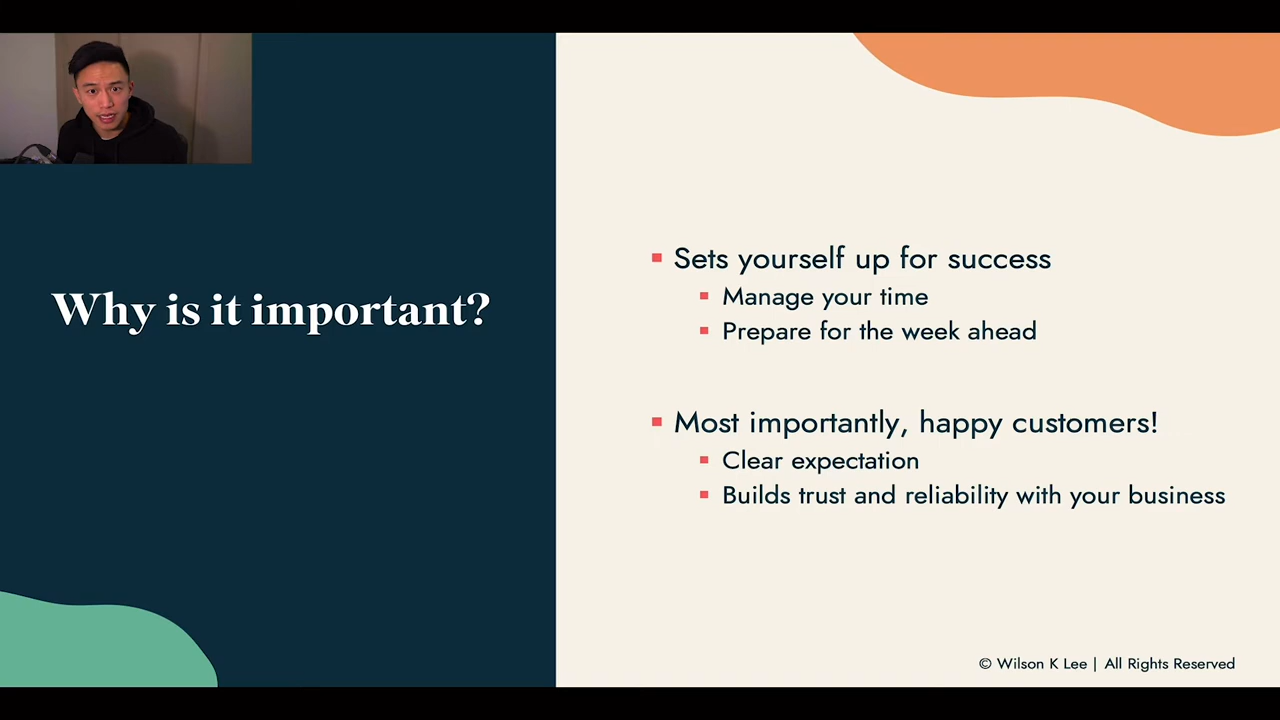 Why is it important?
Sets yourself up for success
Manage your time
Prepare for the week ahead
Most importantly, happy customers!
Clear expectation
Builds trust and reliability with your business
© Wilson K Lee | All Rights Reserved